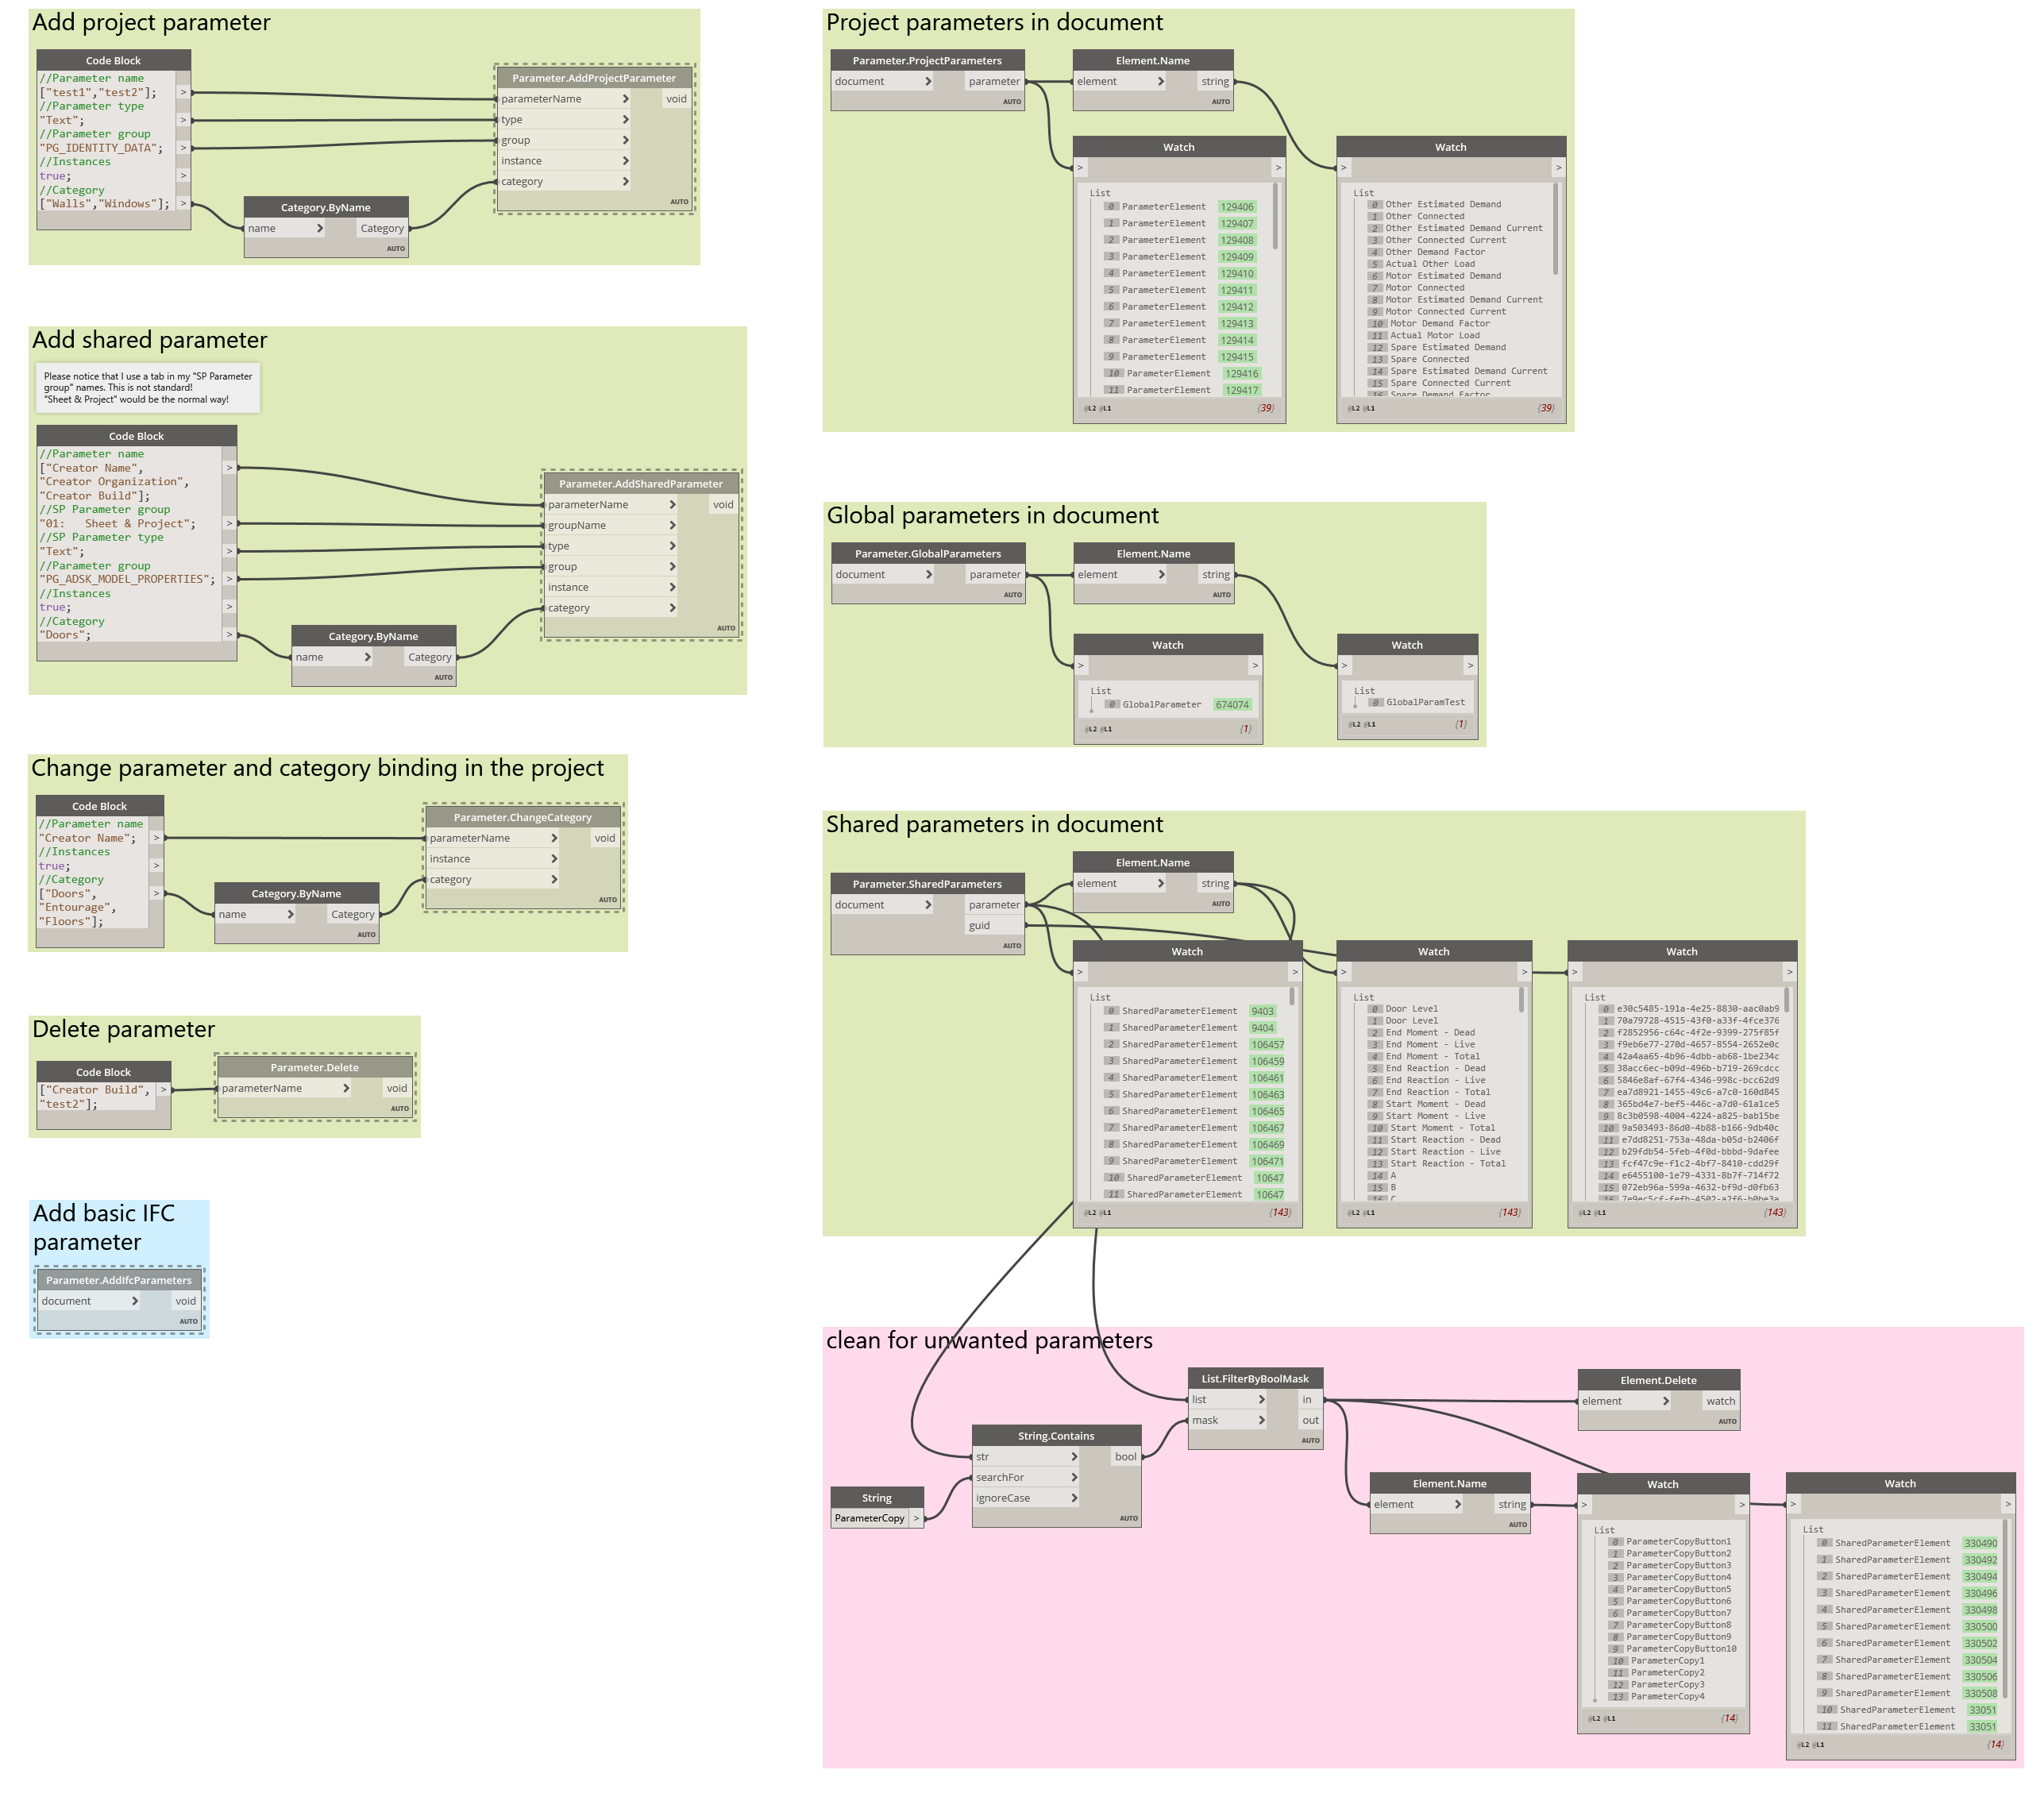 Add project parameter
Code Block
//Parameter name
["test1","test2"];
>
//Parameter type
"Text";
>
//Parameter group
"PG_IDENTITY_DATA";
>
//Instances
true;
>
//Category
["Walls","Windows"];
>
Category.ByName
name > Category
AUTO
Parameter.AddProjectParameter
parameterName > void
type >
group >
instance >
category >
AUTO
Add shared parameter
Please notice that I use a tab in my "SP Parameter
group" names. This is not standard!
"Sheet & Project" would be the normal way!
Code Block
//Parameter name
["Creator Name", >
"Creator Organization",
"Creator Build"];
//SP Parameter group
"01:   Sheet & Project"; >
//SP Parameter type
"Text"; >
//Parameter group
"PG_ADSK_MODEL_PROPERTIES"; >
//Instances
true; >
//Category
"Doors"; >
Category.ByName
name > Category
AUTO
Parameter.AddSharedParameter
parameterName > void
groupName >
type >
group >
instance >
category >
AUTO
Change parameter and category binding in the project
Code Block
//Parameter name
"Creator Name"; >
//Instances
true; >
//Category
["Doors", >
"Entourage",
"Floors"];
Category.ByName
name > Category
AUTO
Parameter.ChangeCategory
parameterName > void
instance >
category >
AUTO
Delete parameter
Code Block
["Creator Build", >
"test2"];
Parameter.Delete
parameterName > void
AUTO
Add basic IFC
parameter
Parameter.AddIfcParameters
document > void
AUTO
Project parameters in document
Parameter.ProjectParameters
document > parameter
AUTO
Element.Name
element > string
AUTO
Watch
> >
List
0 ParameterElement 129406
1 ParameterElement 129407
2 ParameterElement 129408
3 ParameterElement 129409
4 ParameterElement 129410
5 ParameterElement 129411
6 ParameterElement 129412
7 ParameterElement 129413
8 ParameterElement 129414
9 ParameterElement 129415
10 ParameterElement 129416
11 ParameterElement 129417
@L2 @L1 {39}
Watch
> >
List
0 Other Estimated Demand
1 Other Connected
2 Other Estimated Demand Current
3 Other Connected Current
4 Other Demand Factor
5 Actual Other Load
6 Motor Estimated Demand
7 Motor Connected
8 Motor Estimated Demand Current
9 Motor Connected Current
10 Motor Demand Factor
11 Actual Motor Load
12 Spare Estimated Demand
13 Spare Connected
14 Spare Estimated Demand Current
15 Spare Connected Current
16 Spare Demand Factor
@L2 @L1 {39}
Global parameters in document
Parameter.GlobalParameters
document > parameter
AUTO
Element.Name
element > string
AUTO
Watch
> >
List
0 GlobalParameter 674074
@L2 @L1 {1}
Watch
> >
List
0 GlobalParamTest
@L2 @L1 {1}
Shared parameters in document
Parameter.SharedParameters
document > parameter
guid
AUTO
Element.Name
element > string
AUTO
Watch
> >
List
0 SharedParameterElement 9403
1 SharedParameterElement 9404
2 SharedParameterElement 106457
3 SharedParameterElement 106459
4 SharedParameterElement 106461
5 SharedParameterElement 106463
6 SharedParameterElement 106465
7 SharedParameterElement 106467
8 SharedParameterElement 106469
9 SharedParameterElement 106471
10 SharedParameterElement 10647
11 SharedParameterElement 10647
@L2 @L1 {143}
Watch
> >
List
0 Door Level
1 Door Level
2 End Moment - Dead
3 End Moment - Live
4 End Moment - Total
5 End Reaction - Dead
6 End Reaction - Live
7 End Reaction - Total
8 Start Moment - Dead
9 Start Moment - Live
10 Start Moment - Total
11 Start Reaction - Dead
12 Start Reaction - Live
13 Start Reaction - Total
14 A
15 B
16 C
@L2 @L1 {143}
Watch
> >
List
0 e30c5485-191a-4e25-8830-aac0ab9
1 70a79728-4515-43f0-a33f-4fce376
2 f2852956-c64c-4f2e-9399-275f85f
3 f9eb6e77-270d-4657-8554-2652e0c
4 42a4aa65-4b96-4dbb-ab68-1be234c
5 38acc6ec-b09d-496b-b719-269cdcc
6 5846e8af-67f4-4346-998c-bcc62d9
7 ea7d8921-1455-49c6-a7c0-160d845
8 365bd4e7-bef5-446c-a7d0-61a1ce5
9 8c3b0598-4004-4224-a825-bab15be
10 9a503493-86d0-4b88-b166-9db40c
11 e7dd8251-753a-48da-b05d-b2406f
12 b29fdb54-5feb-4f0d-bbbd-9dafee
13 fcf47c9e-f1c2-4bf7-8410-cdd29f
14 e6455100-1e79-4331-8b7f-714f72
15 072eb96a-599a-4632-bf9d-d0fb63
16 7e9ec5cf-fefh-4502-a2f6-b0be3a
@L2 @L1 {143}
clean for unwanted parameters
String
ParameterCopy >
String.Contains
str > bool
searchFor >
ignoreCase >
AUTO
List.FilterByBoolMask
list > in
mask > out
AUTO
Element.Delete
element > watch
AUTO
Element.Name
element > string
AUTO
Watch
> >
List
0 ParameterCopyButton1
1 ParameterCopyButton2
2 ParameterCopyButton3
3 ParameterCopyButton4
4 ParameterCopyButton5
5 ParameterCopyButton6
6 ParameterCopyButton7
7 ParameterCopyButton8
8 ParameterCopyButton9
9 ParameterCopyButton10
10 ParameterCopy1
11 ParameterCopy2
12 ParameterCopy3
13 ParameterCopy4
@L2 @L1 {14}
Watch
> >
List
0 SharedParameterElement 330490
1 SharedParameterElement 330492
2 SharedParameterElement 330494
3 SharedParameterElement 330496
4 SharedParameterElement 330498
5 SharedParameterElement 330500
6 SharedParameterElement 330502
7 SharedParameterElement 330504
8 SharedParameterElement 330506
9 SharedParameterElement 330508
10 SharedParameterElement 33051
11 SharedParameterElement 33051
@L2 @L1 {14}